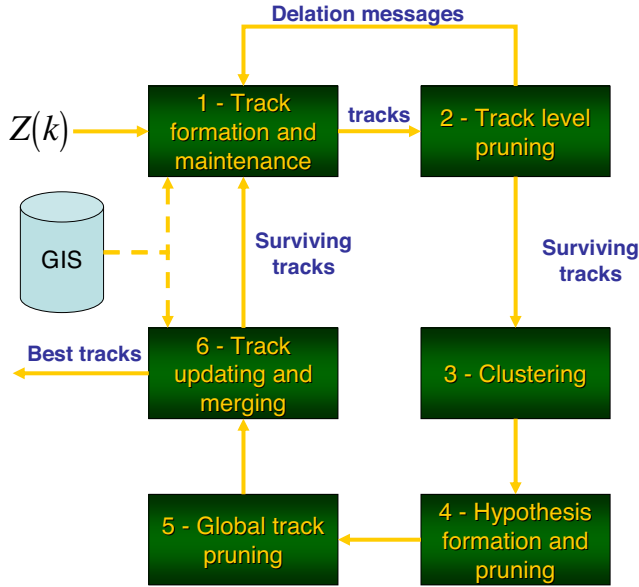 Delation messages
Z(k)
1 - Track
formation and
maintenance
tracks
2 - Track level
pruning
GIS
Surviving
tracks
Surviving
tracks
Best tracks
6 - Track
updating and
merging
3 - Clustering
5 - Global track
pruning
4 - Hypothesis
formation and
pruning